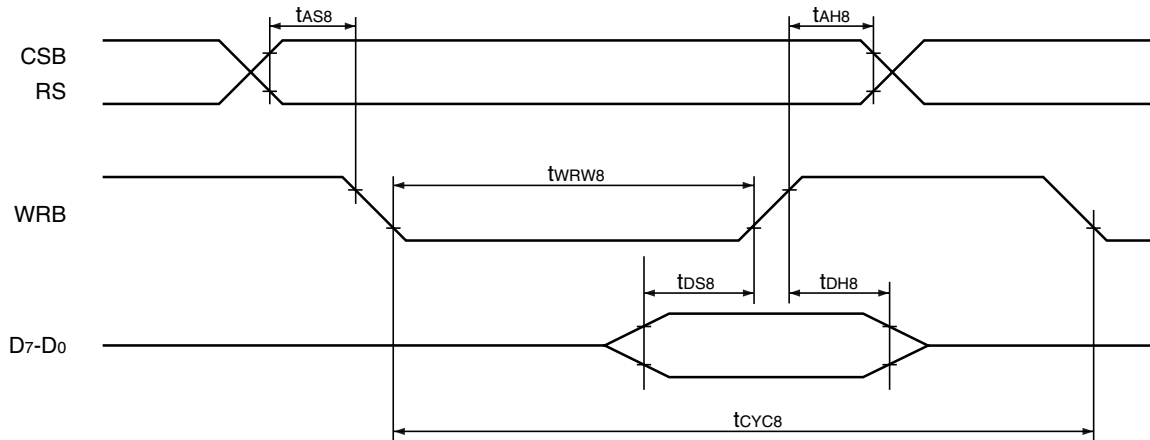 tAS8
tAH8
CSB
RS
tWRW8
WRB
tDS8
tDH8
D7-D0
tCYC8